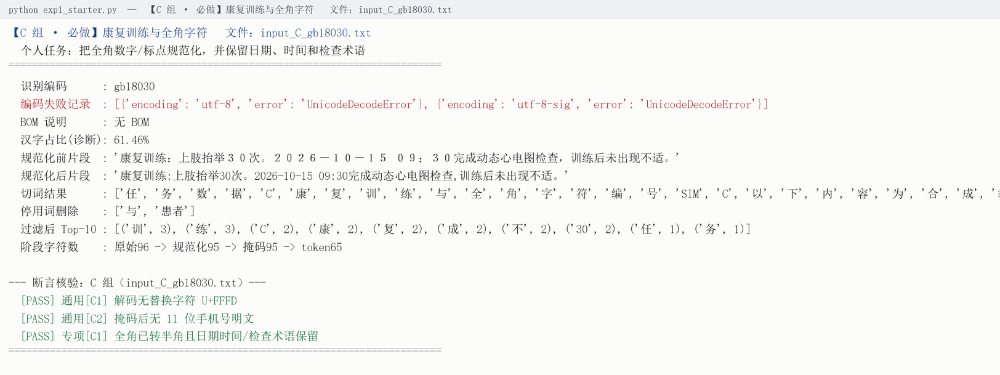 python exp1_starter.py — 【C 组 · 必做】康复训练与全角字符 文件: input_C_gb18030.txt
【C 组 · 必做】康复训练与全角字符 文件: input_C_gb18030.txt
个人任务: 把全角数字/标点规范化, 并保留日期、时间和检查术语
==========================================================================
识别编码 : gb18030
编码失败记录 : [{'encoding': 'utf-8', 'error': 'UnicodeDecodeError'}, {'encoding': 'utf-8-sig', 'error': 'UnicodeDecodeError'}]
BOM 说明 : 无 BOM
汉字占比(诊断): 61.46%
规范化前片段 : '康复训练：上肢抬举３０次。２０２６－１０－１５ ０９：３０完成动态心电图检查，训练后未出现不适。'
规范化后片段 : '康复训练:上肢抬举30次。2026-10-15 09:30完成动态心电图检查,训练后未出现不适。'
切词结果 : ['任', '务', '数', '据', 'C', '康', '复', '训', '练', '与', '全', '角', '字', '符', '编', '号', 'SIM', 'C', '以', '下', '内', '容', '为', '合', '成', '
停用词删除 : ['与', '患者']
过滤后 Top-10 : [('训', 3), ('练', 3), ('C', 2), ('康', 2), ('复', 2), ('成', 2), ('不', 2), ('30', 2), ('任', 1), ('务', 1)]
阶段字符数 : 原始96 -> 规范化95 -> 掩码95 -> token65
--- 断言核验: C 组（input_C_gb18030.txt）---
[PASS] 通用[C1] 解码无替换字符 U+FFFD
[PASS] 通用[C2] 掩码后无 11 位手机号明文
[PASS] 专项[C1] 全角已转半角且日期时间/检查术语保留
==========================================================================